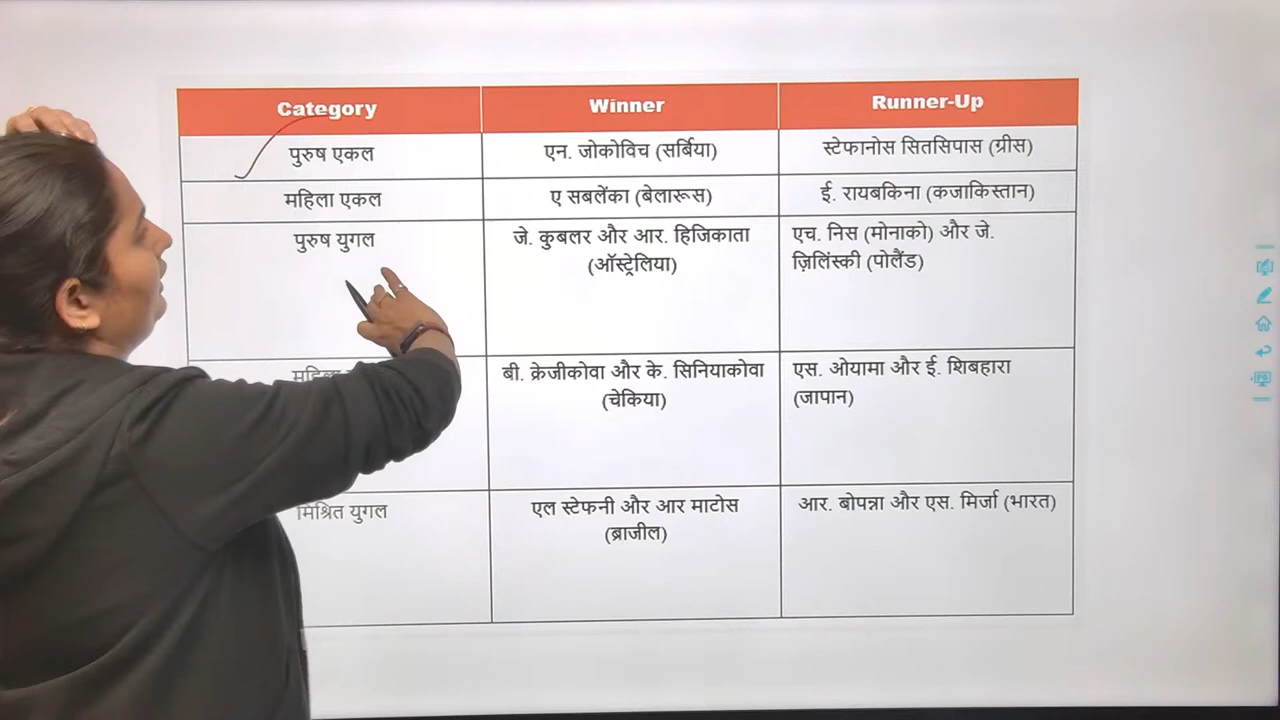 Category Winner Runner-Up
पुरुष एकल एन. जोकोविच (सर्बिया) स्टेफानोस सितसिपास (ग्रीस)
महिला एकल ए सबलेंका (बेलारूस) ई. रायबकिना (कजाकिस्तान)
पुरुष युगल जे. कुबलर और आर. हिजिकाता एच. निस (मोनाको) और जे.
(ऑस्ट्रेलिया) ज़िलिंस्की (पोलैंड)
बी. क्रेजीकोवा और के. सिनियाकोवा एस. ओयामा और ई. शिबहारा
(चेकिया) (जापान)
मिश्रित युगल एल स्टेफनी और आर माटोस आर. बोपन्ना और एस. मिर्जा (भारत)
(ब्राजील)